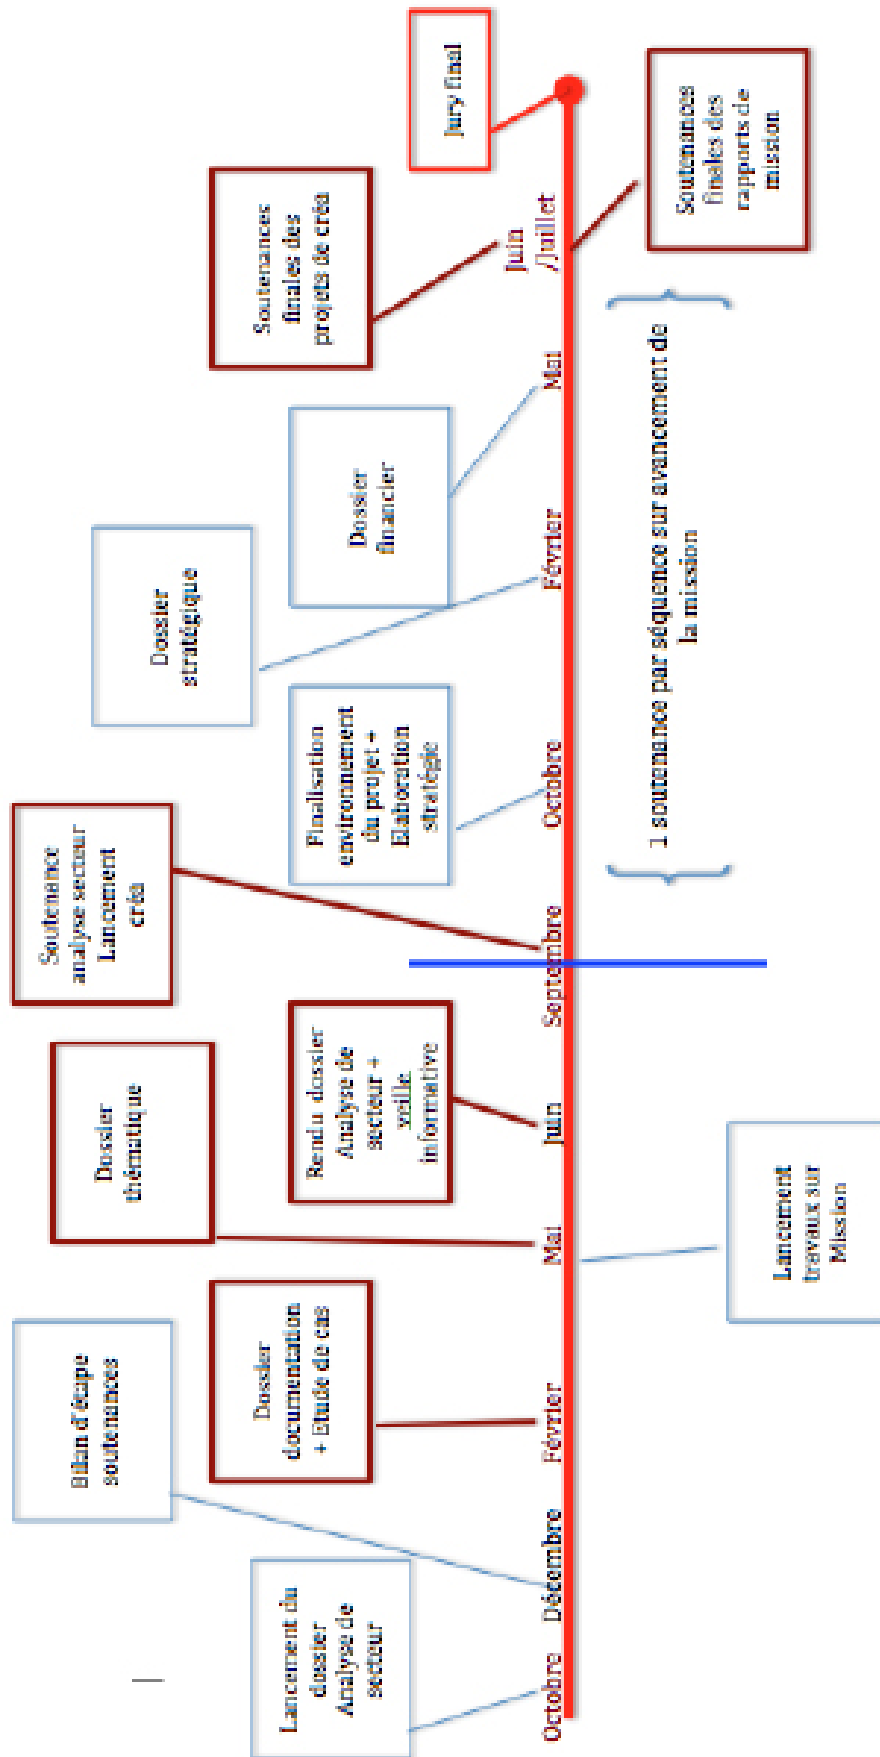 Lancement du
dossier
Analyse de
secteur
Bilan d'étape
soutenances
Dossier
documentation
+ Etude de cas
Dossier
thématique
Rendu dossier
Analyse de
secteur +
veille
informative
Soutenance
analyse secteur
Lancement
créa
Finalisation
environnement
du projet +
Elaboration
stratégie
Dossier
stratégique
Dossier
financier
Soutenances
finales des
projets de créa
Jury final
Octobre
Décembre
Février
Mai
Juin
Septembre
Octobre
Février
Mai
Juin
/Juillet
Lancement
travaux sur
Mission
1 soutenance par séquence sur avancement de
la mission
Soutenances
finales des
rapports de
mission